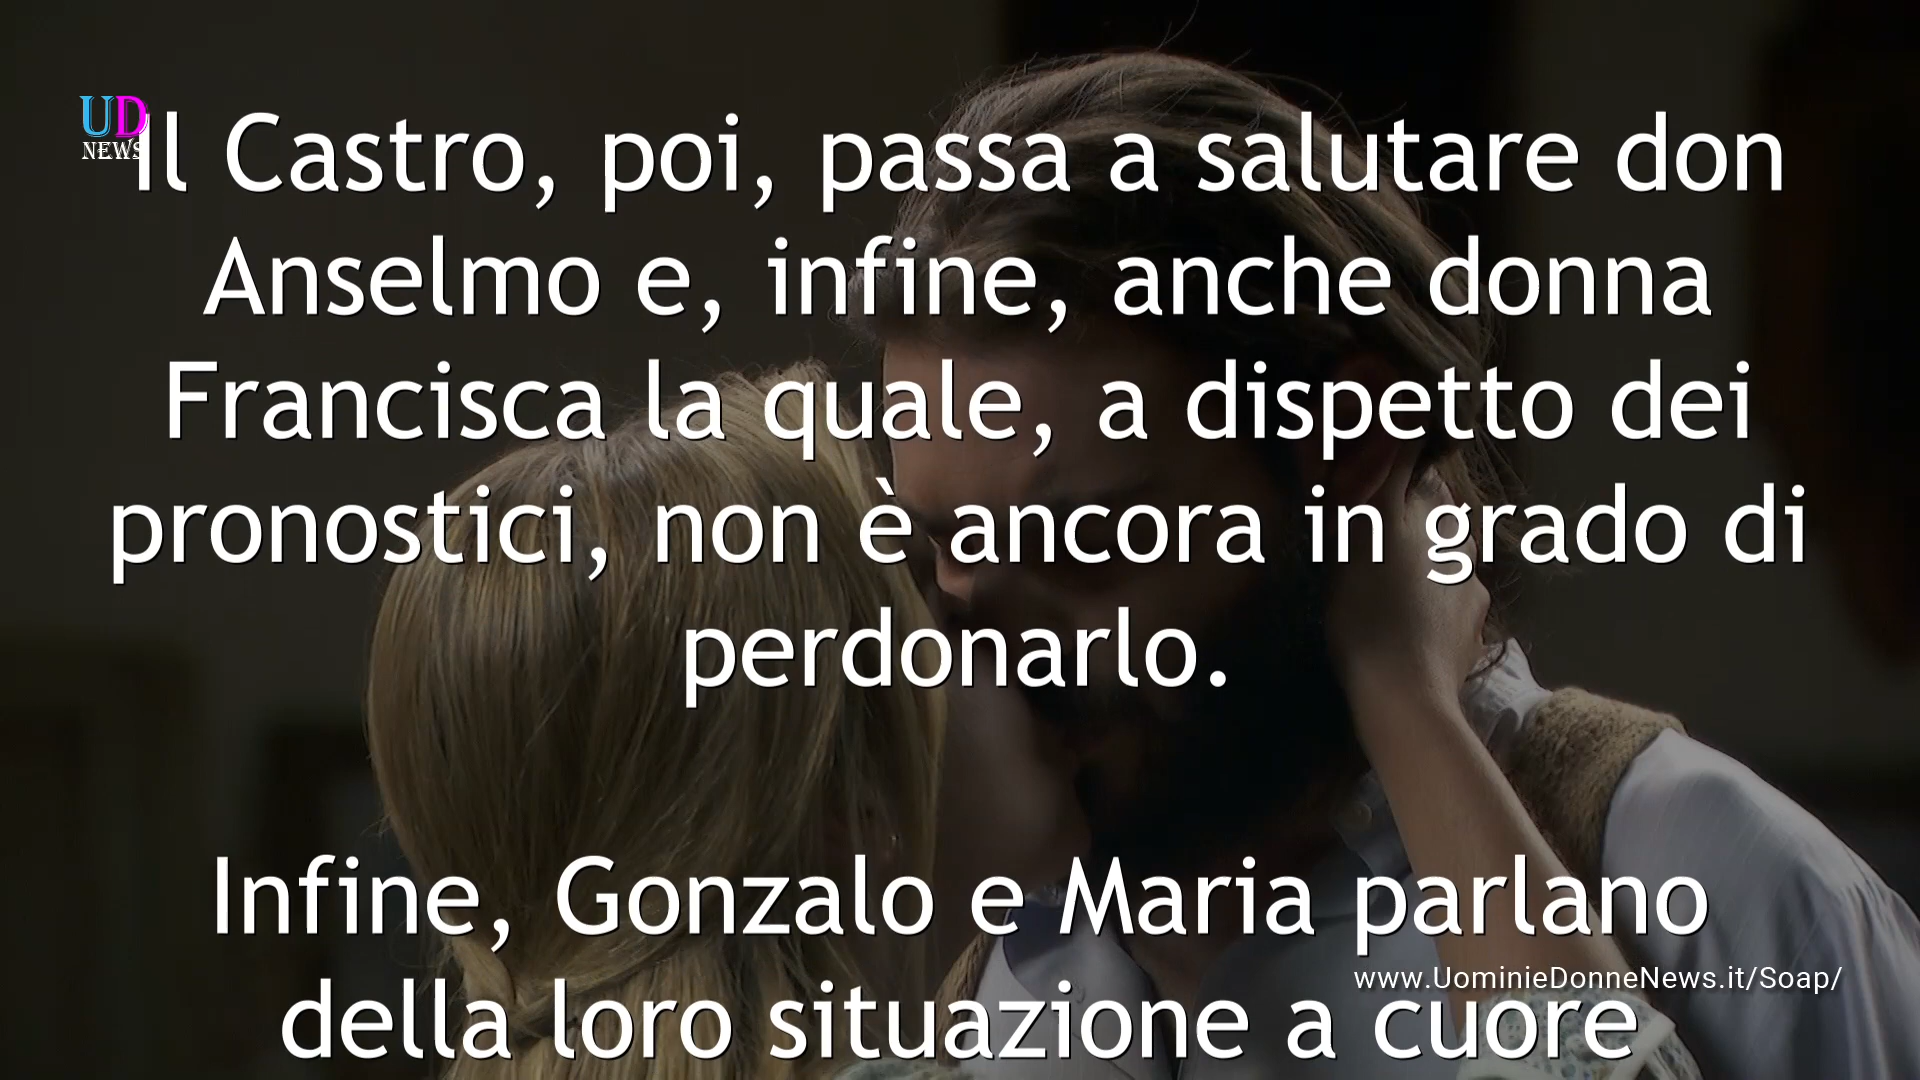 UD
NEWS
Il Castro, poi, passa a salutare don
Anselmo e, infine, anche donna
Francisca la quale, a dispetto dei
pronostici, non è ancora in grado di
perdonarlo.
Infine, Gonzalo e Maria parlano
www.UominieDonneNews.it/Soap/
della loro situazione a cuore